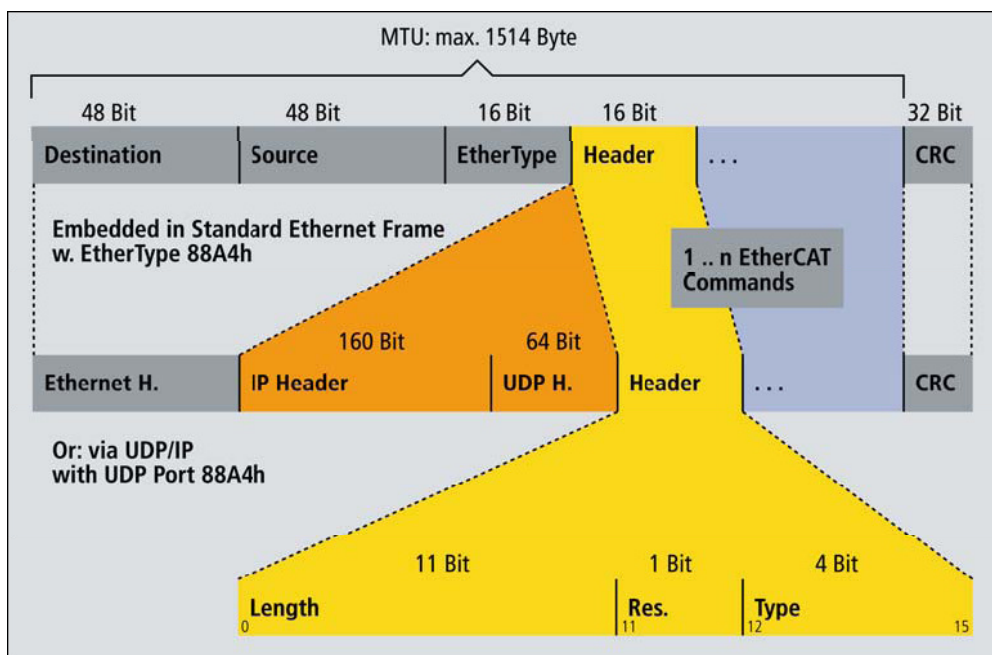 MTU: max. 1514 Byte
48 Bit 48 Bit 16 Bit 16 Bit 32 Bit
Destination Source EtherType Header . . . CRC
Embedded in Standard Ethernet Frame
w. EtherType 88A4h
1 .. n EtherCAT
Commands
160 Bit 64 Bit
Ethernet H. IP Header UDP H. Header . . . CRC
Or: via UDP/IP
with UDP Port 88A4h
11 Bit 1 Bit 4 Bit
Length Res. Type
0 11 12 15